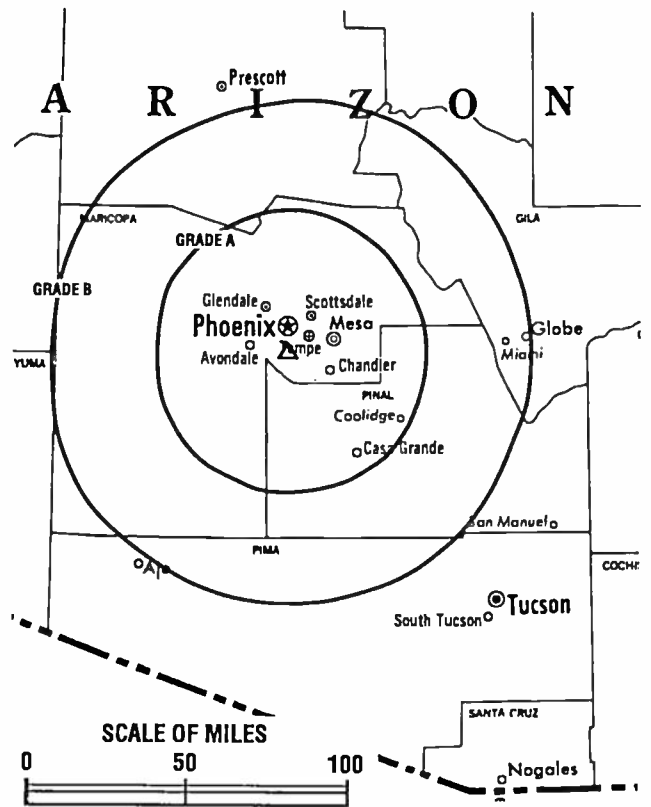 Prescott
A R I Z O N
MARICOPA
GILA
GRADE A
GRADE B
Glendale
Scottsdale
Phoenix
Mesa
Globe
Miami
Avondale
YUMA
Chandler
PINAL
Coolidge
Casa Grande
San Manuel
PIMA
COCHI
Tucson
South Tucson
SANTA CRUZ
SCALE OF MILES
0 50 100
Nogales